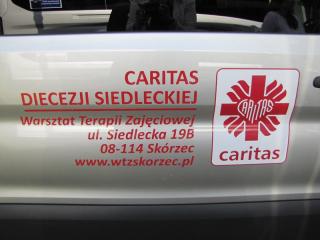 CARITAS
DIECEZJI SIEDLECKIEJ
Warsztat Terapii Zajęciowej
ul. Siedlecka 19B
08-114 Skórzec
www.wtzskorzec.pl
CARITAS
caritas